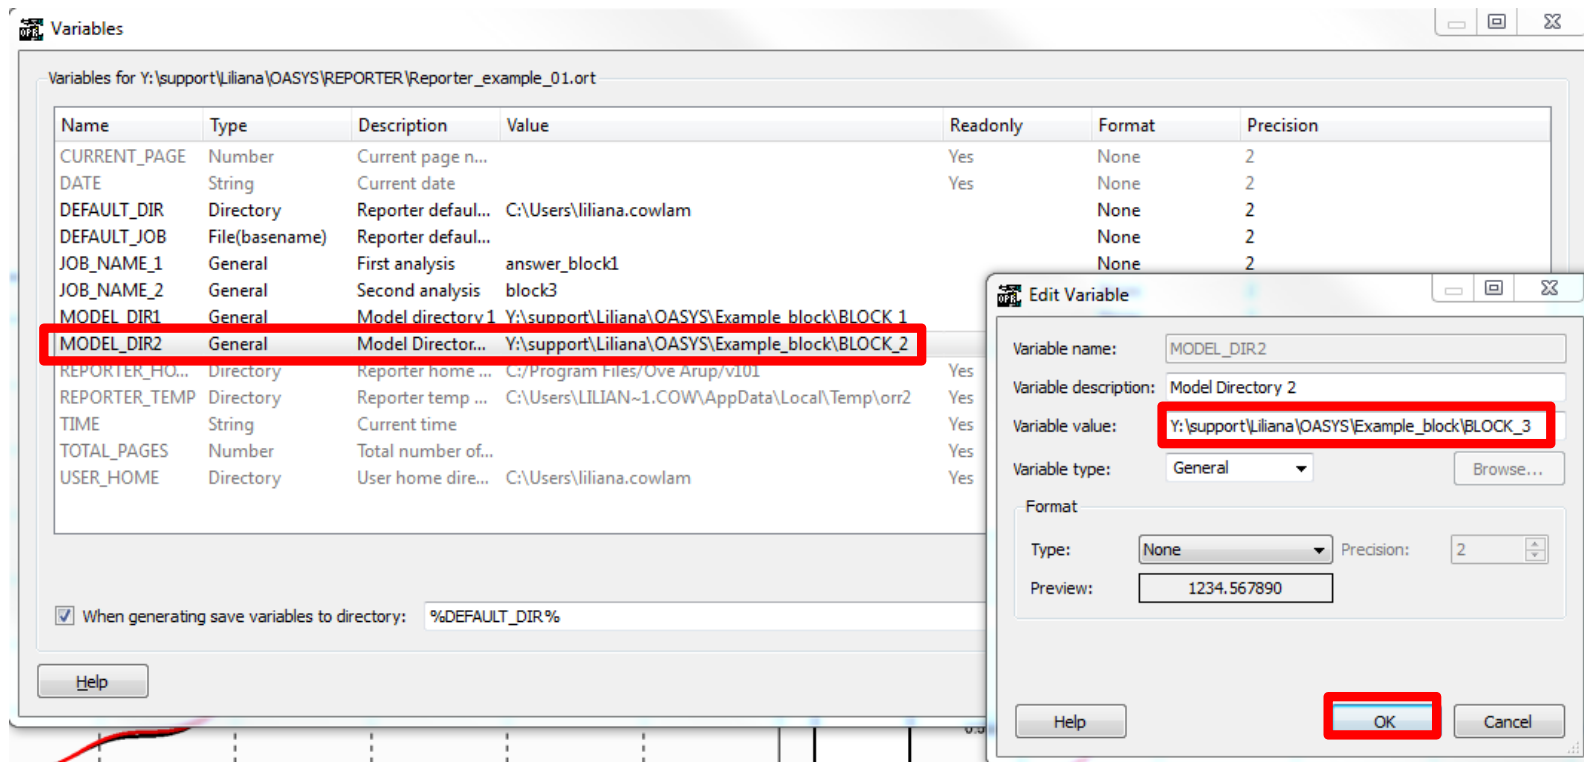 Variables
Variables for Y:\support\Liliana\OASYS\REPORTER\Reporter_example_01.ort
Name Type Description Value Readonly Format Precision
CURRENT_PAGE Number Current page n... Yes None 2
DATE String Current date Yes None 2
DEFAULT_DIR Directory Reporter defaul... C:\Users\liliana.cowlam None 2
DEFAULT_JOB File(basename) Reporter defaul... None 2
JOB_NAME_1 General First analysis answer_block1 None 2
JOB_NAME_2 General Second analysis block3
MODEL_DIR1 General Model directory 1 Y:\support\Liliana\OASYS\Example_block\BLOCK_1
MODEL_DIR2 General Model Director... Y:\support\Liliana\OASYS\Example_block\BLOCK_2
REPORTER_HO... Directory Reporter home ... C:/Program Files/Ove Arup/v101 Yes
REPORTER_TEMP Directory Reporter temp ... C:\Users\LILIAN~1.COW\AppData\Local\Temp\orr2 Yes
TIME String Current time Yes
TOTAL_PAGES Number Total number of... Yes
USER_HOME Directory User home dire... C:\Users\liliana.cowlam Yes
When generating save variables to directory: %DEFAULT_DIR%
Help
Edit Variable
Variable name: MODEL_DIR2
Variable description: Model Directory 2
Variable value: Y:\support\Liliana\OASYS\Example_block\BLOCK_3
Variable type: General Browse...
Format
Type: None Precision: 2
Preview: 1234.567890
Help OK Cancel